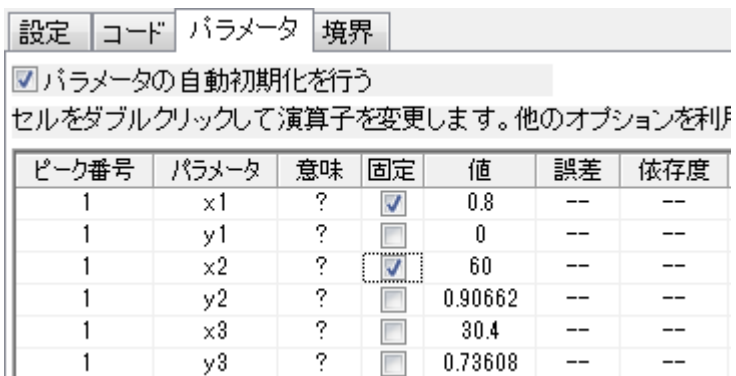 設定 コード パラメータ 境界
パラメータの自動初期化を行う
セルをダブルクリックして演算子を変更します。他のオプションを利用
ピーク番号 パラメータ 意味 固定 値 誤差 依存度
1 x1 ? 0.8 -- --
1 y1 ? 0 -- --
1 x2 ? 60 -- --
1 y2 ? 0.90662 -- --
1 x3 ? 30.4 -- --
1 y3 ? 0.73608 -- --